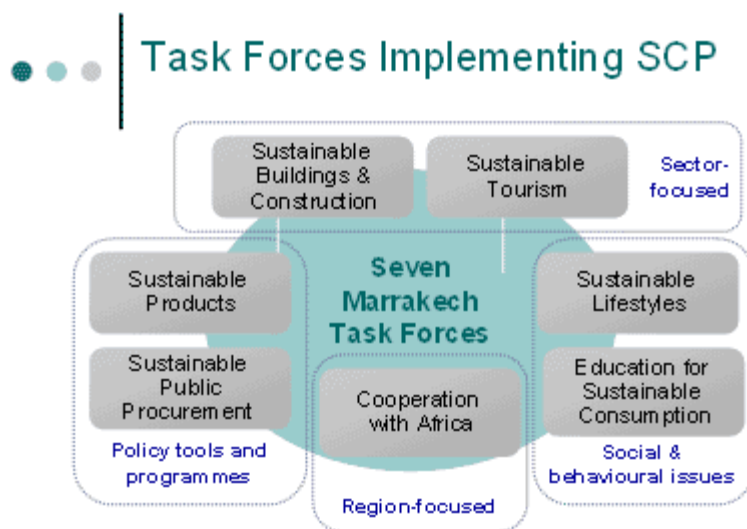 Task Forces Implementing SCP
Sustainable
Buildings &
Construction
Sustainable
Tourism
Sector-
focused
Sustainable
Products
Sustainable
Public
Procurement
Policy tools and
programmes
Seven
Marrakech
Task Forces
Cooperation
with Africa
Region-focused
Sustainable
Lifestyles
Education for
Sustainable
Consumption
Social &
behavioural issues